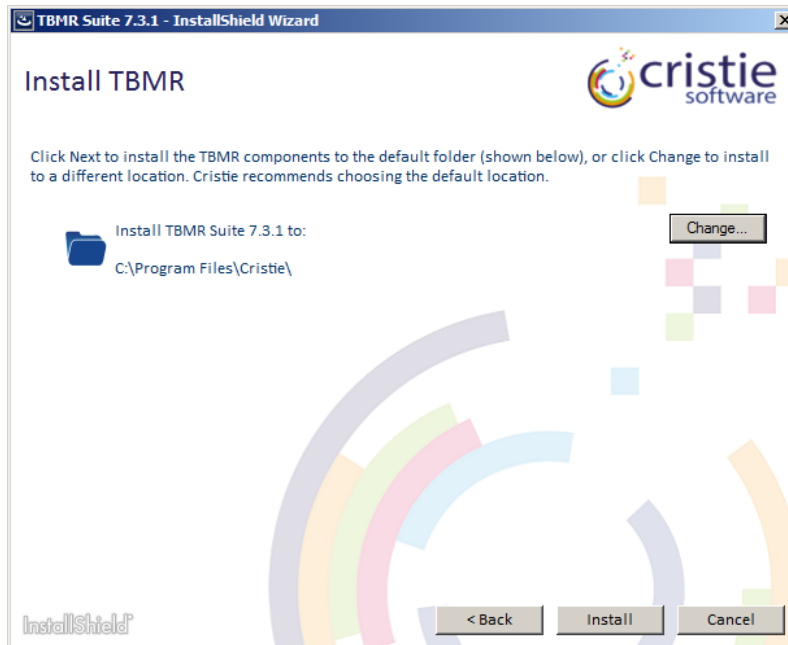 TBMR Suite 7.3.1 - InstallShield Wizard
Install TBMR
cristie
software
Click Next to install the TBMR components to the default folder (shown below), or click Change to install
to a different location. Cristie recommends choosing the default location.
Install TBMR Suite 7.3.1 to:
Change...
C:\Program Files\Cristie\
InstallShield
< Back
Install
Cancel